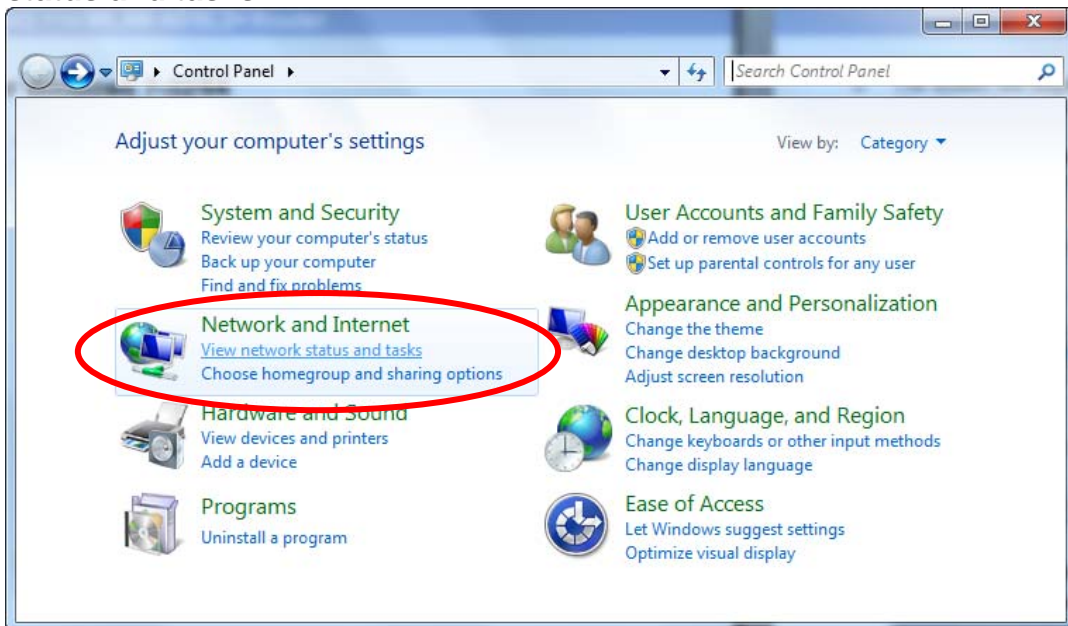 Control Panel
Search Control Panel
Adjust your computer's settings
View by: Category
System and Security
Review your computer's status
Back up your computer
Find and fix problems
Network and Internet
View network status and tasks
Choose homegroup and sharing options
Hardware and Sound
View devices and printers
Add a device
Programs
Uninstall a program
User Accounts and Family Safety
Add or remove user accounts
Set up parental controls for any user
Appearance and Personalization
Change the theme
Change desktop background
Adjust screen resolution
Clock, Language, and Region
Change keyboards or other input methods
Change display language
Ease of Access
Let Windows suggest settings
Optimize visual display